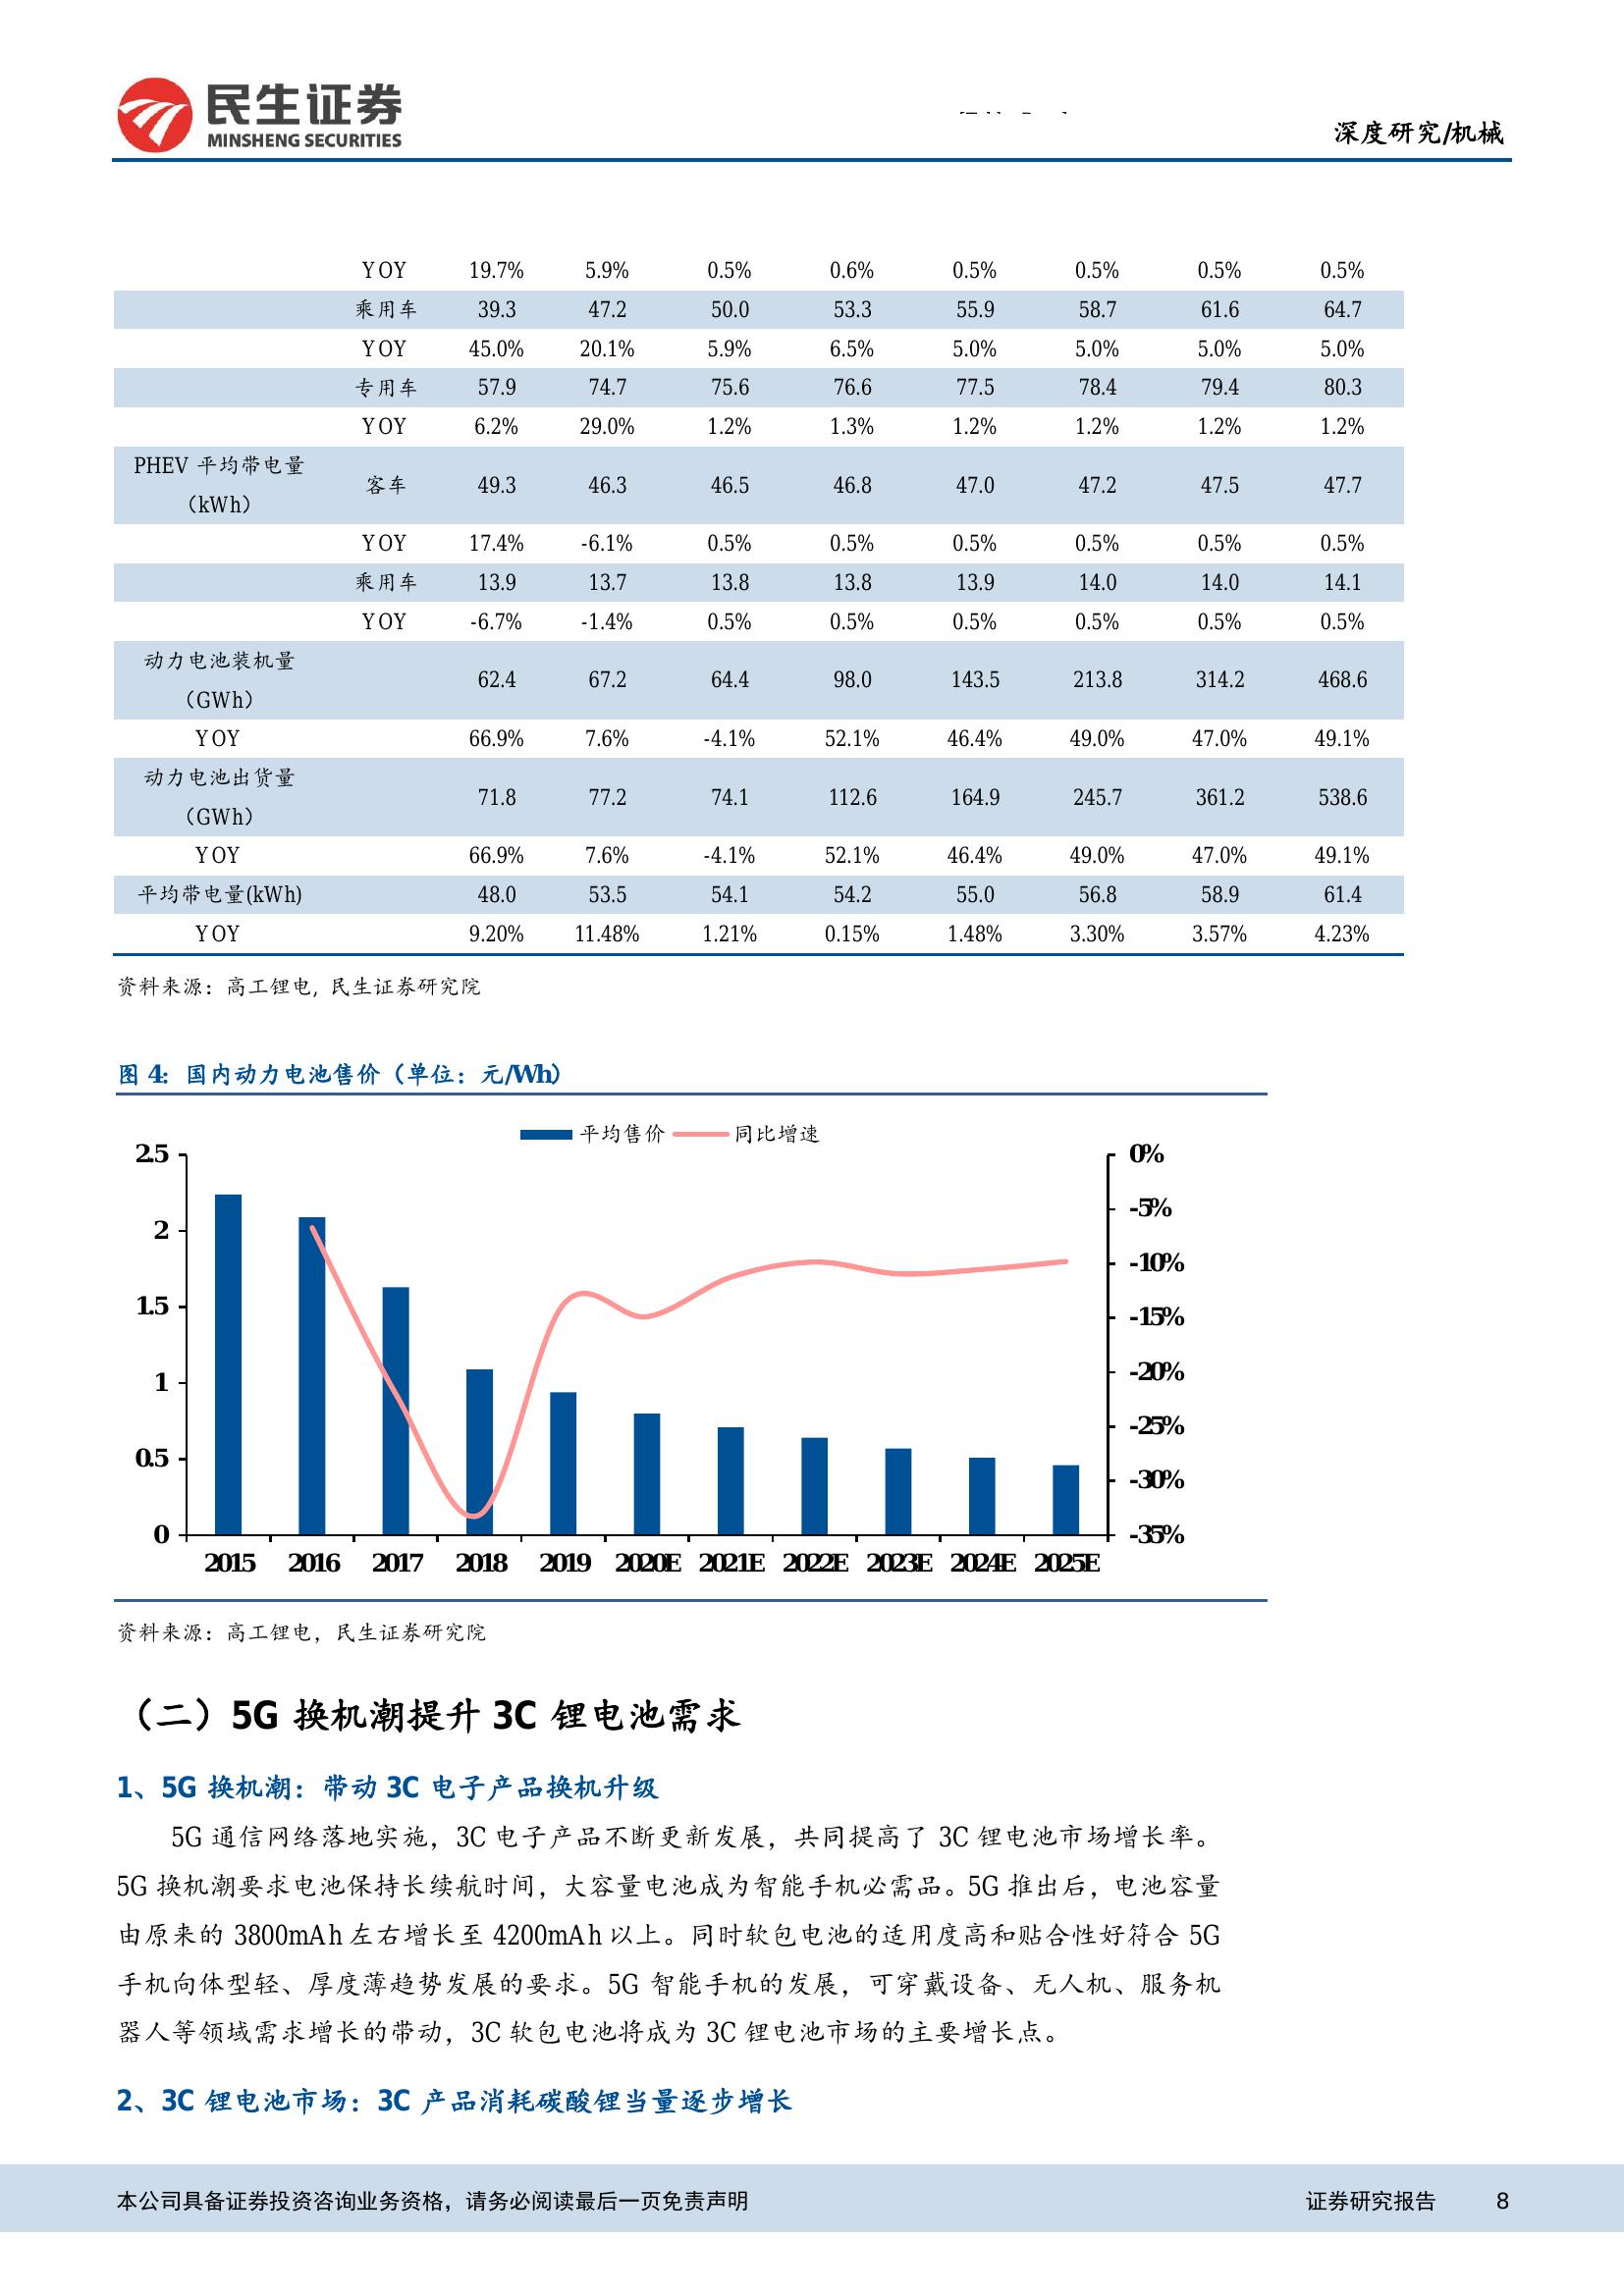 民生证券
MINSHENG SECURITIES
深度研究/机械
YOY 19.7% 5.9% 0.5% 0.6% 0.5% 0.5% 0.5% 0.5%
乘用车 39.3 47.2 50.0 53.3 55.9 58.7 61.6 64.7
YOY 45.0% 20.1% 5.9% 6.5% 5.0% 5.0% 5.0% 5.0%
专用车 57.9 74.7 75.6 76.6 77.5 78.4 79.4 80.3
YOY 6.2% 29.0% 1.2% 1.3% 1.2% 1.2% 1.2% 1.2%
PHEV 平均带电量
（kWh）
客车 49.3 46.3 46.5 46.8 47.0 47.2 47.5 47.7
YOY 17.4% -6.1% 0.5% 0.5% 0.5% 0.5% 0.5% 0.5%
乘用车 13.9 13.7 13.8 13.8 13.9 14.0 14.0 14.1
YOY -6.7% -1.4% 0.5% 0.5% 0.5% 0.5% 0.5% 0.5%
动力电池装机量
（GWh）
62.4 67.2 64.4 98.0 143.5 213.8 314.2 468.6
YOY 66.9% 7.6% -4.1% 52.1% 46.4% 49.0% 47.0% 49.1%
动力电池出货量
（GWh）
71.8 77.2 74.1 112.6 164.9 245.7 361.2 538.6
YOY 66.9% 7.6% -4.1% 52.1% 46.4% 49.0% 47.0% 49.1%
平均带电量(kWh) 48.0 53.5 54.1 54.2 55.0 56.8 58.9 61.4
YOY 9.20% 11.48% 1.21% 0.15% 1.48% 3.30% 3.57% 4.23%
资料来源：高工锂电, 民生证券研究院
图 4：国内动力电池售价（单位：元/Wh）
平均售价 同比增速
2.5 0%
-5%
2
-10%
1.5 -15%
1 -20%
-25%
0.5
-30%
0 -35%
2015 2016 2017 2018 2019 2020E 2021E 2022E 2023E 2024E 2025E
资料来源：高工锂电，民生证券研究院
（二）5G 换机潮提升 3C 锂电池需求
1、5G 换机潮：带动 3C 电子产品换机升级
5G 通信网络落地实施，3C 电子产品不断更新发展，共同提高了 3C 锂电池市场增长率。
5G 换机潮要求电池保持长续航时间，大容量电池成为智能手机必需品。5G 推出后，电池容量
由原来的 3800mAh 左右增长至 4200mAh 以上。同时软包电池的适用度高和贴合性好符合 5G
手机向体型轻、厚度薄趋势发展的要求。5G 智能手机的发展，可穿戴设备、无人机、服务机
器人等领域需求增长的带动，3C 软包电池将成为 3C 锂电池市场的主要增长点。
2、3C 锂电池市场：3C 产品消耗碳酸锂当量逐步增长
本公司具备证券投资咨询业务资格，请务必阅读最后一页免责声明 证券研究报告 8